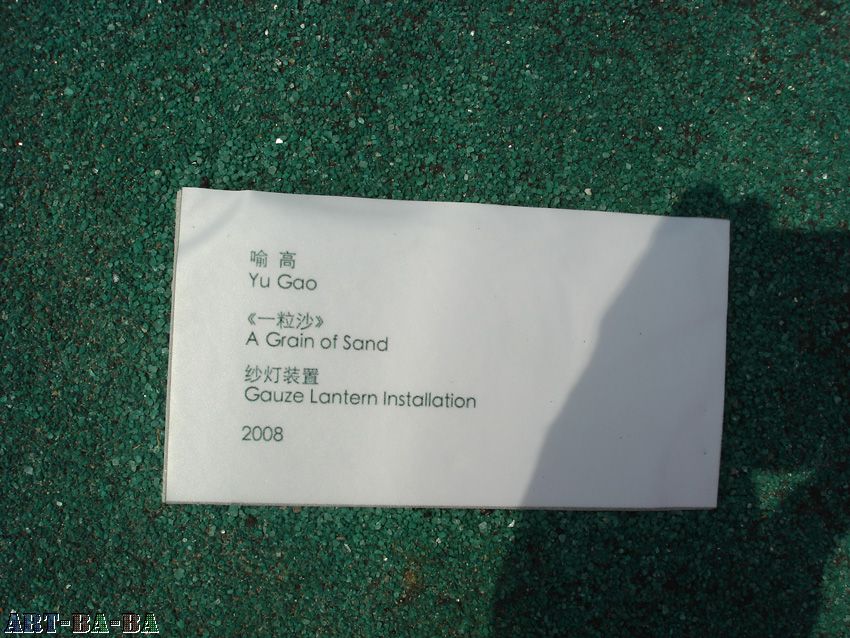 喻 高
Yu Gao
《一粒沙》
A Grain of Sand
纱灯装置
Gauze Lantern Installation
2008
ART-BA-BA